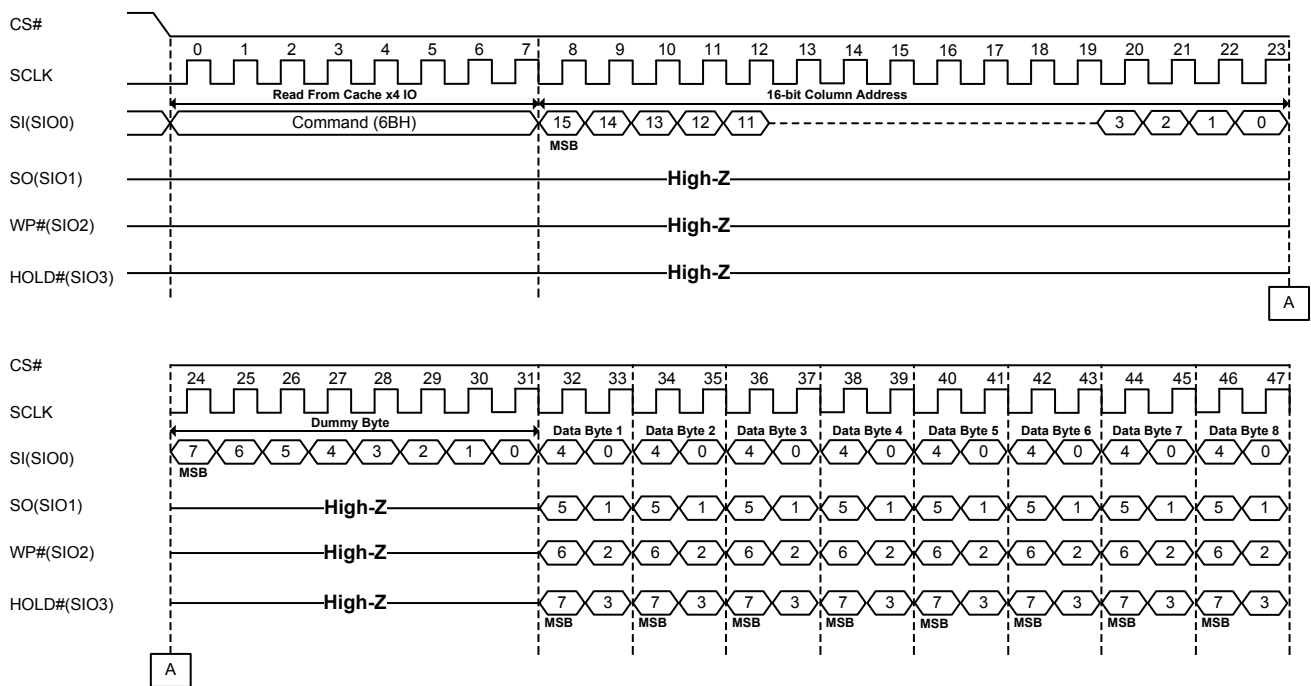 CS#
0 1 2 3 4 5 6 7 8 9 10 11 12 13 14 15 16 17 18 19 20 21 22 23
SCLK
Read From Cache x4 IO 16-bit Column Address
SI(SIO0) Command (6BH) 15 14 13 12 11 3 2 1 0
MSB
SO(SIO1) High-Z
WP#(SIO2) High-Z
HOLD#(SIO3) High-Z
A
CS#
24 25 26 27 28 29 30 31 32 33 34 35 36 37 38 39 40 41 42 43 44 45 46 47
SCLK
Dummy Byte Data Byte 1 Data Byte 2 Data Byte 3 Data Byte 4 Data Byte 5 Data Byte 6 Data Byte 7 Data Byte 8
SI(SIO0) 7 6 5 4 3 2 1 0 4 0 4 0 4 0 4 0 4 0 4 0 4 0 4 0
MSB
SO(SIO1) High-Z 5 1 5 1 5 1 5 1 5 1 5 1 5 1 5 1
WP#(SIO2) High-Z 6 2 6 2 6 2 6 2 6 2 6 2 6 2 6 2
HOLD#(SIO3) High-Z 7 3 7 3 7 3 7 3 7 3 7 3 7 3 7 3
MSB MSB MSB MSB MSB MSB MSB MSB
A